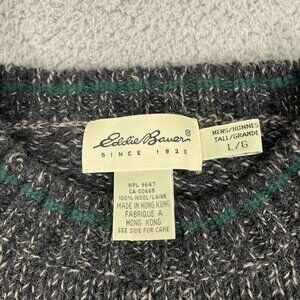 Eddie Bauer
SINCE 1920
MENS/HOMMES
TALL/GRANDE
L/G
WPL 9647
CA 00665
100% WOOL/LAINE
MADE IN HONG KONG
FABRIQUE A
HONG KONG
SEE SIDE FOR CARE